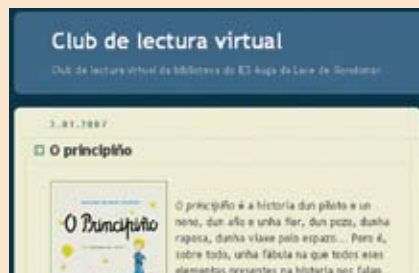 Club de lectura virtual
Club de lectura virtual da biblioteca do IES Auga da Laxe de Gondomar
3.01.2007
O principiño
O Principiño
O principiño é a historia dun piloto e un
neno, dun año e unha flor, dun pozo, dunha
raposa, dunha viaxe polo espazo... Pero é,
sobre todo, unha fábula na que todos eses
elementos presentes na historia nos falan